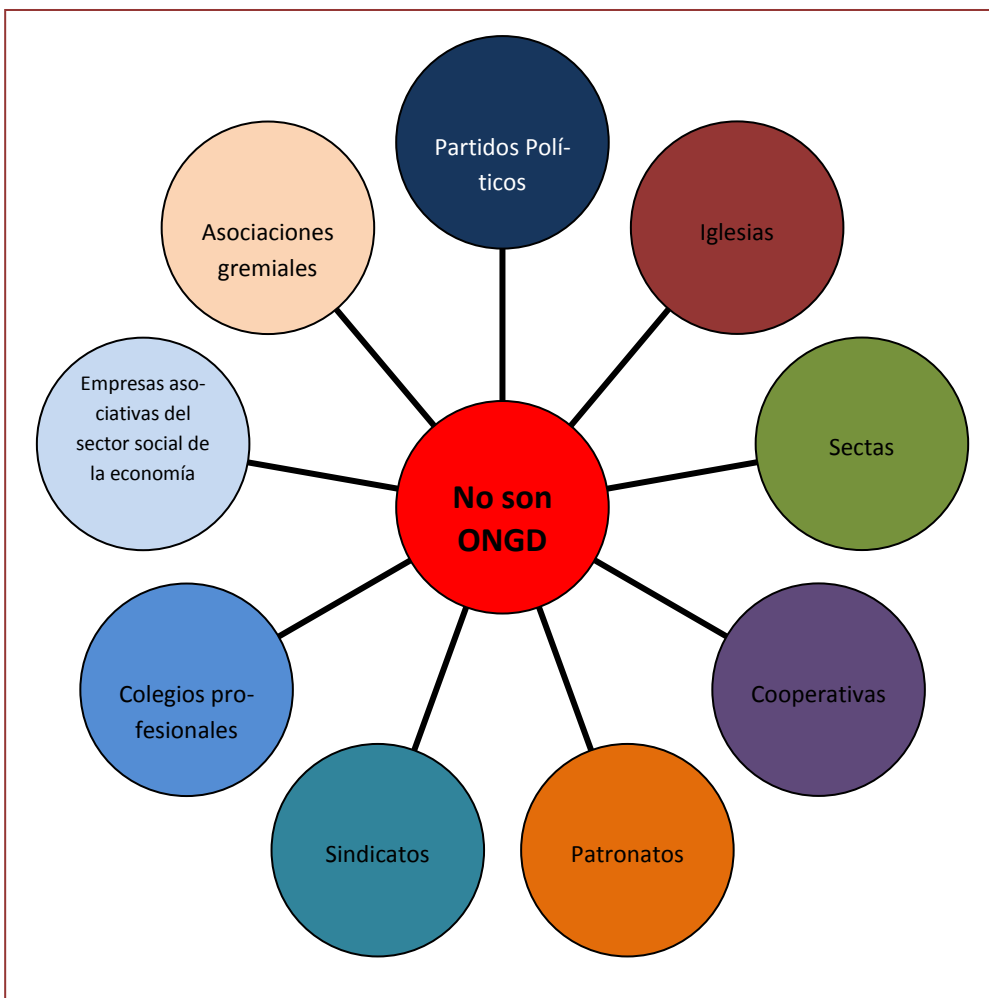 Partidos Polí-
ticos
Iglesias
Sectas
Cooperativas
Patronatos
Sindicatos
Colegios pro-
fesionales
Empresas aso-
ciativas del
sector social de
la economía
Asociaciones
gremiales
No son
ONGD